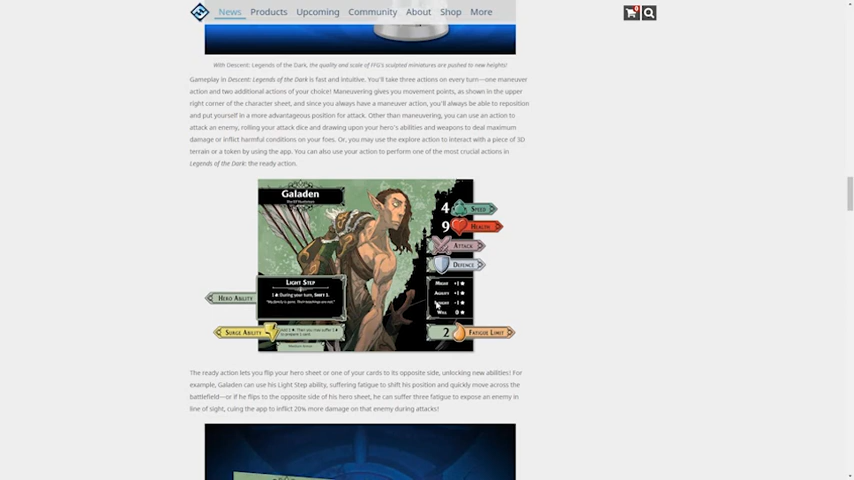 News Products Upcoming Community About Shop More
With Descent: Legends of the Dark, the quality and scale of FFG's sculpted miniatures are pushed to new heights!
Gameplay in Descent: Legends of the Dark is fast and intuitive. You'll take three actions on every turn—one maneuver
action and two additional actions of your choice! Maneuvering gives you movement points, as shown in the upper
right corner of the character sheet, and since you always have a maneuver action, you'll always be able to reposition
and put yourself in a more advantageous position for attack. Other than maneuvering, you can use an action to
attack an enemy, rolling your attack dice and drawing upon your hero's abilities and weapons to deal maximum
damage or inflict harmful conditions on your foes. Or, you may use the explore action to interact with a piece of 3D
terrain or a token by using the app. You can also use your action to perform one of the most crucial actions in
Legends of the Dark: the ready action.
Galaden
4 Speed
9 Health
Attack
Defence
Light Step
During your turn,
Hero Ability
Might +1
Agility +1
-1
Will 0
Surge Ability
2 Fatigue Limit
The ready action lets you flip your hero sheet or one of your cards to its opposite side, unlocking new abilities! For
example, Galaden can use his Light Step ability, suffering fatigue to shift his position and quickly move across the
battlefield—or if he flips to the opposite side of his hero sheet, he can suffer three fatigue to expose an enemy in
line of sight, cuing the app to inflict 20% more damage on that enemy during attacks!